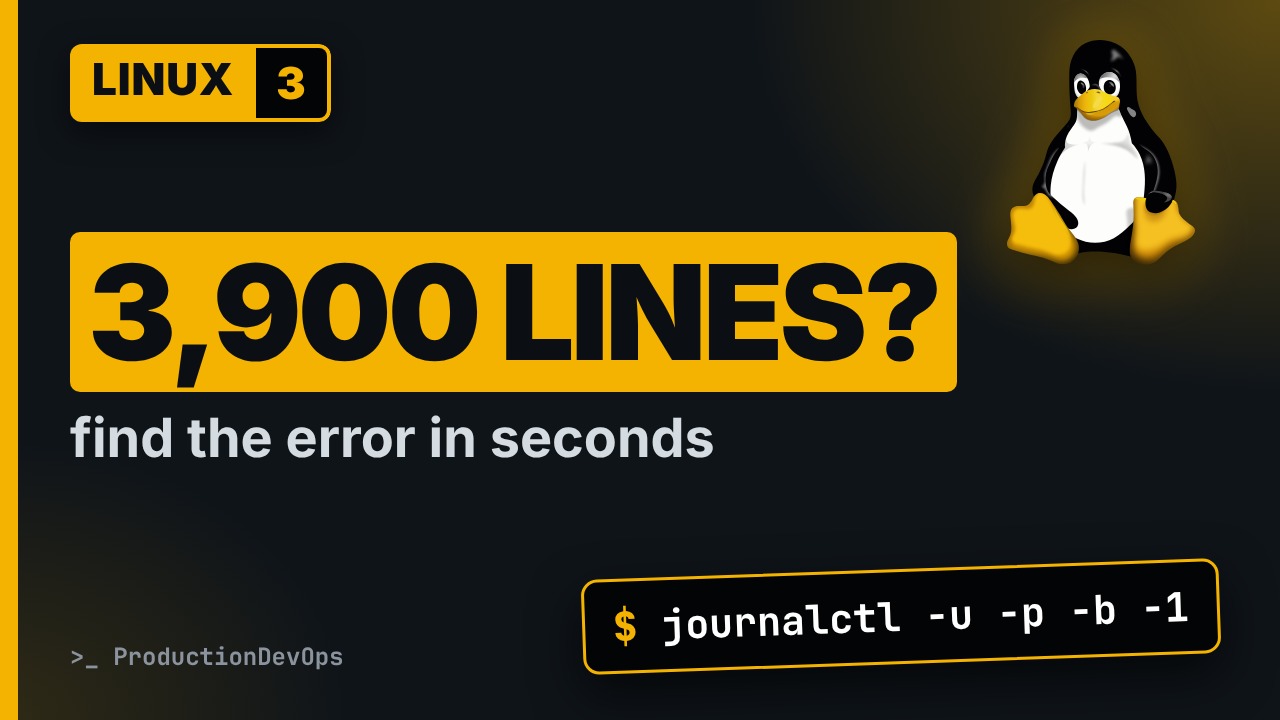 LINUX 3
3,900 LINES?
find the error in seconds
$ journalctl -u -p -b -1
>_ ProductionDevOps